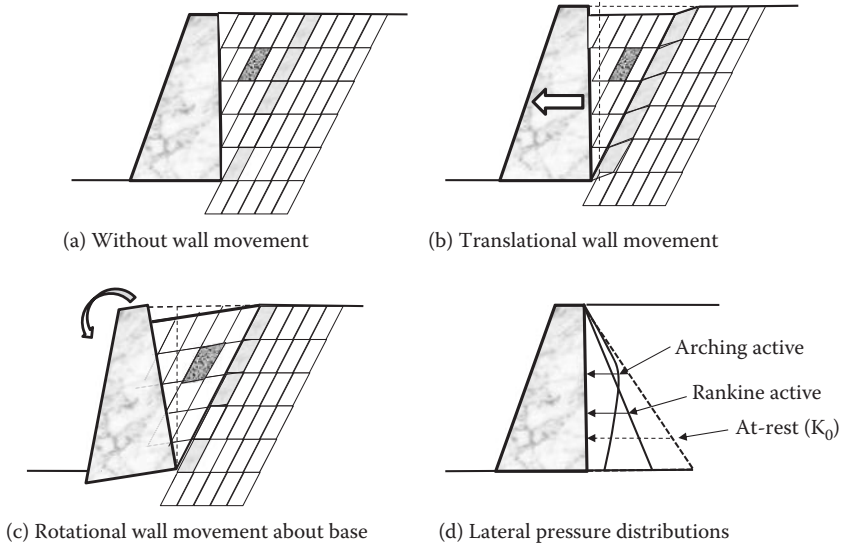 (a) Without wall movement
(b) Translational wall movement
Arching active
Rankine active
At-rest (K₀)
(c) Rotational wall movement about base
(d) Lateral pressure distributions